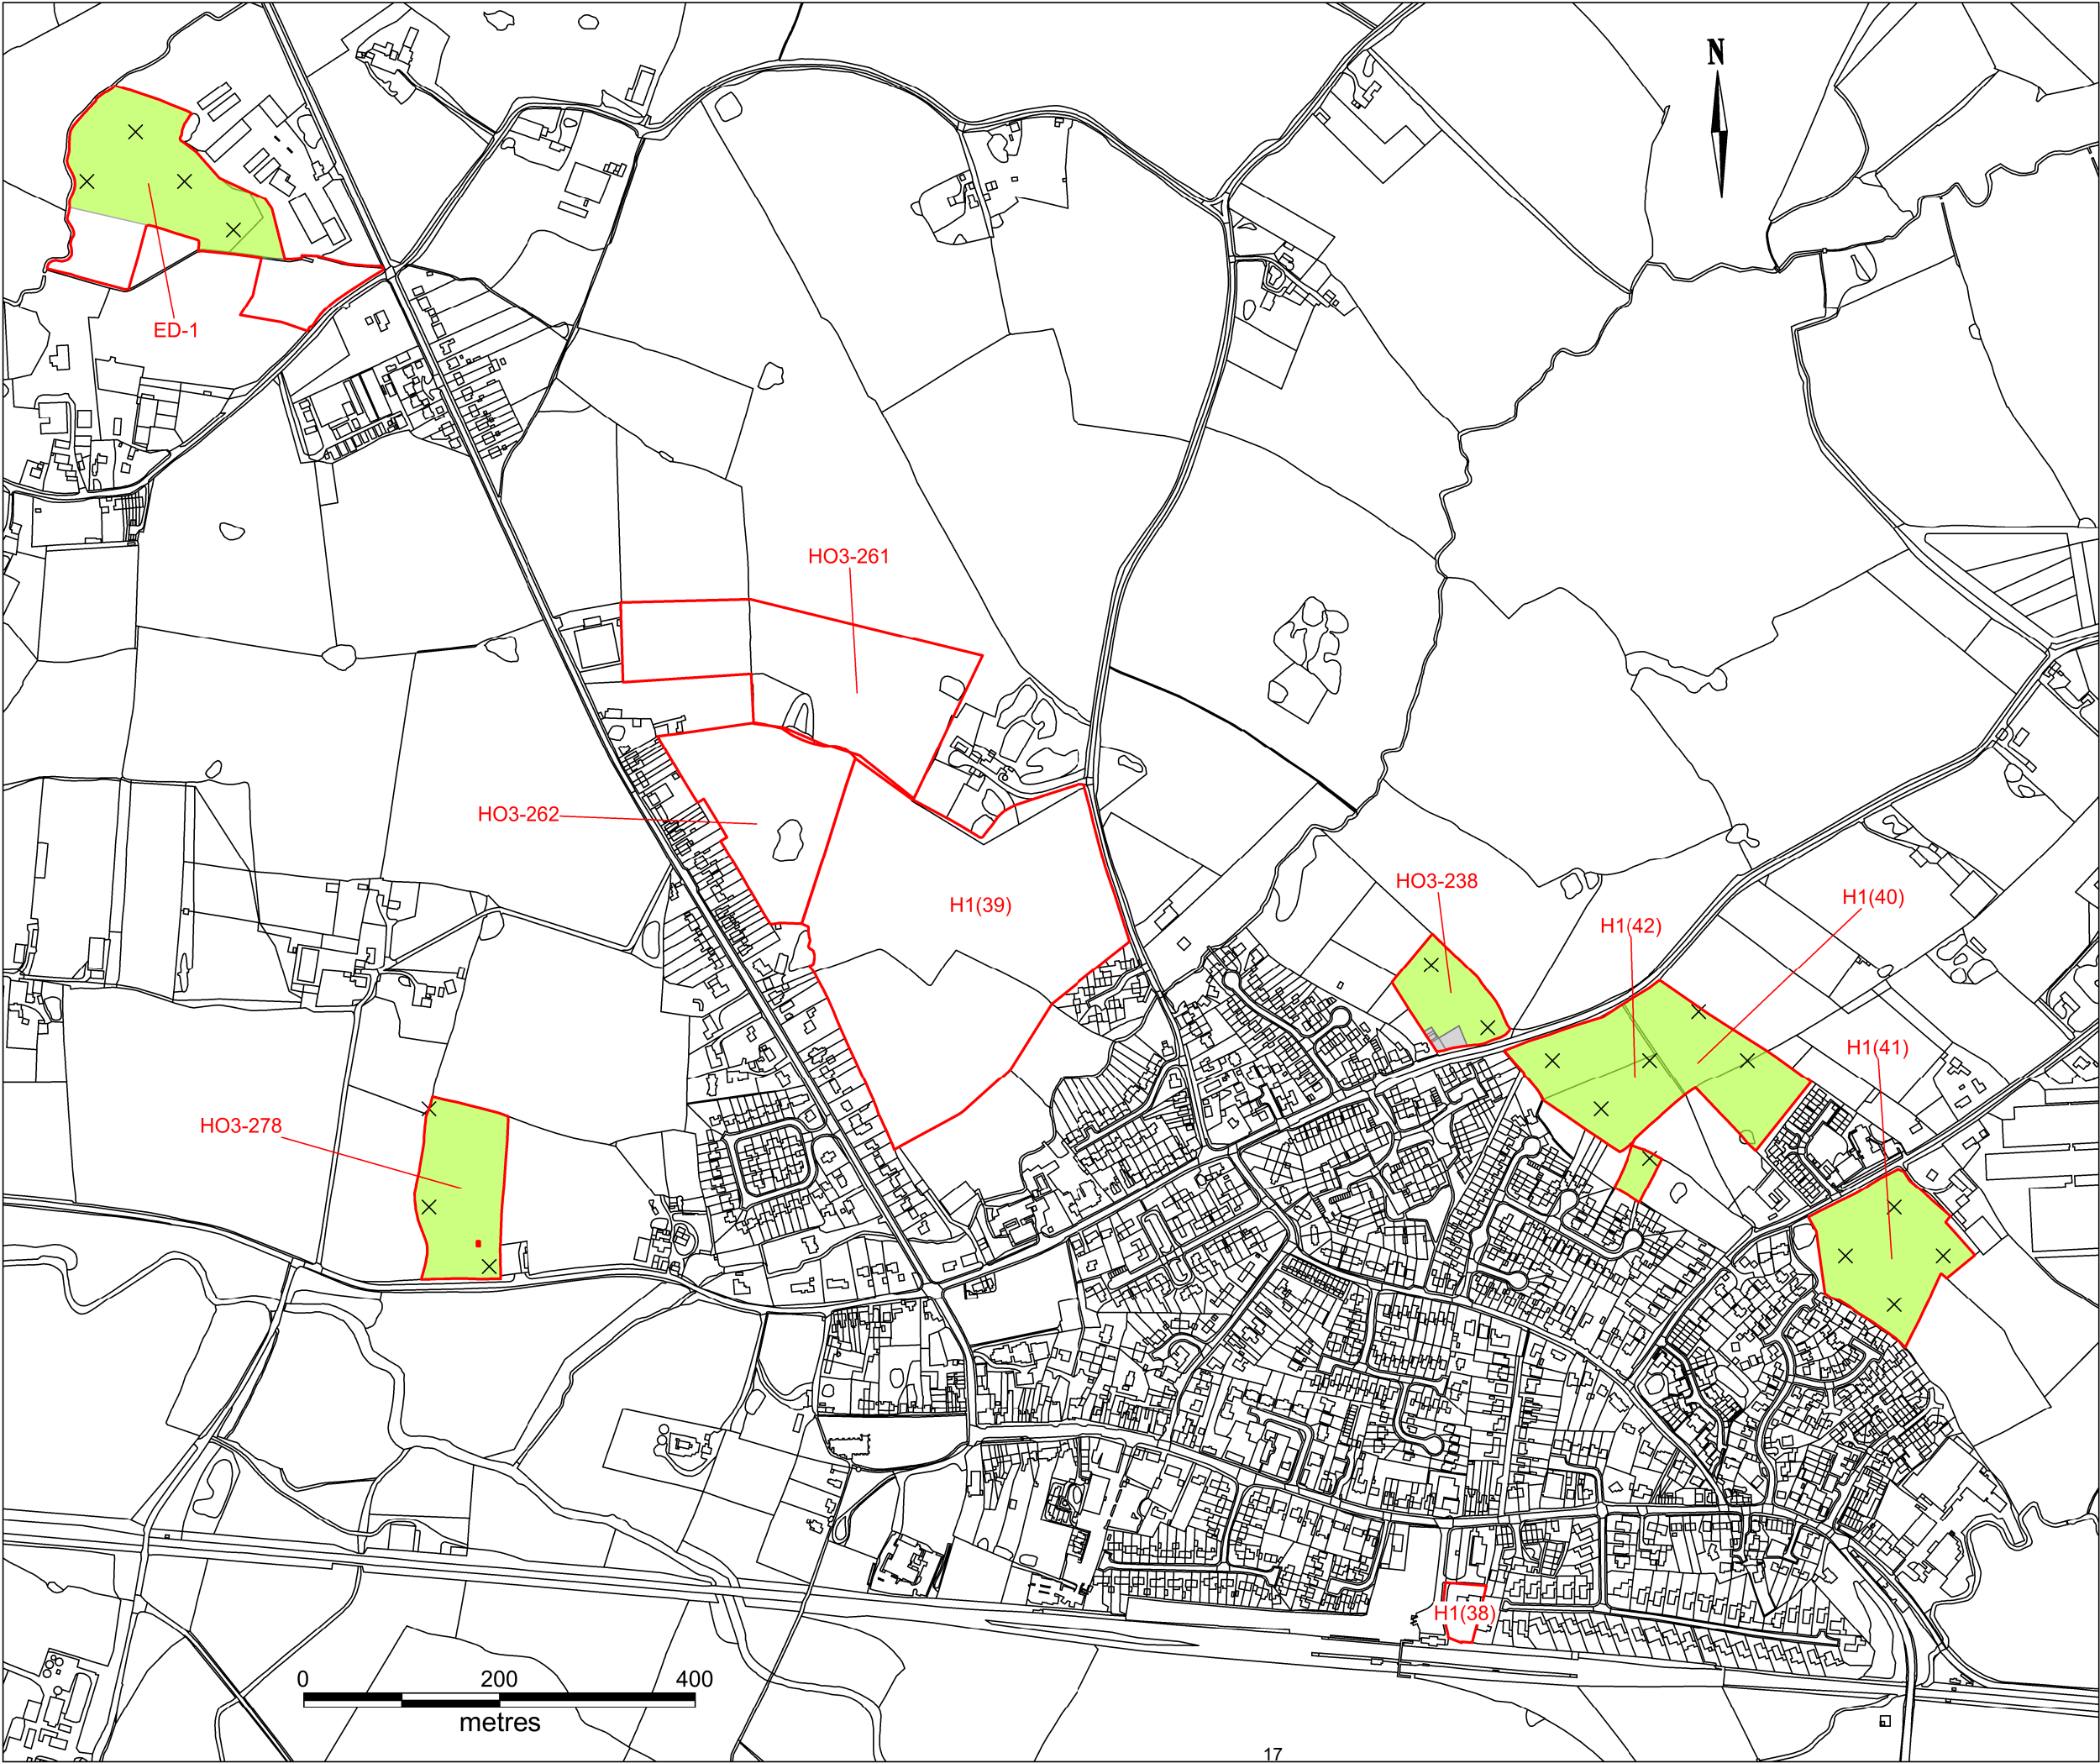 N
ED-1
HO3-261
HO3-262
HO3-238
H1(40)
H1(39)
H1(42)
H1(41)
HO3-278
H1(38)
0 200 400
metres
17